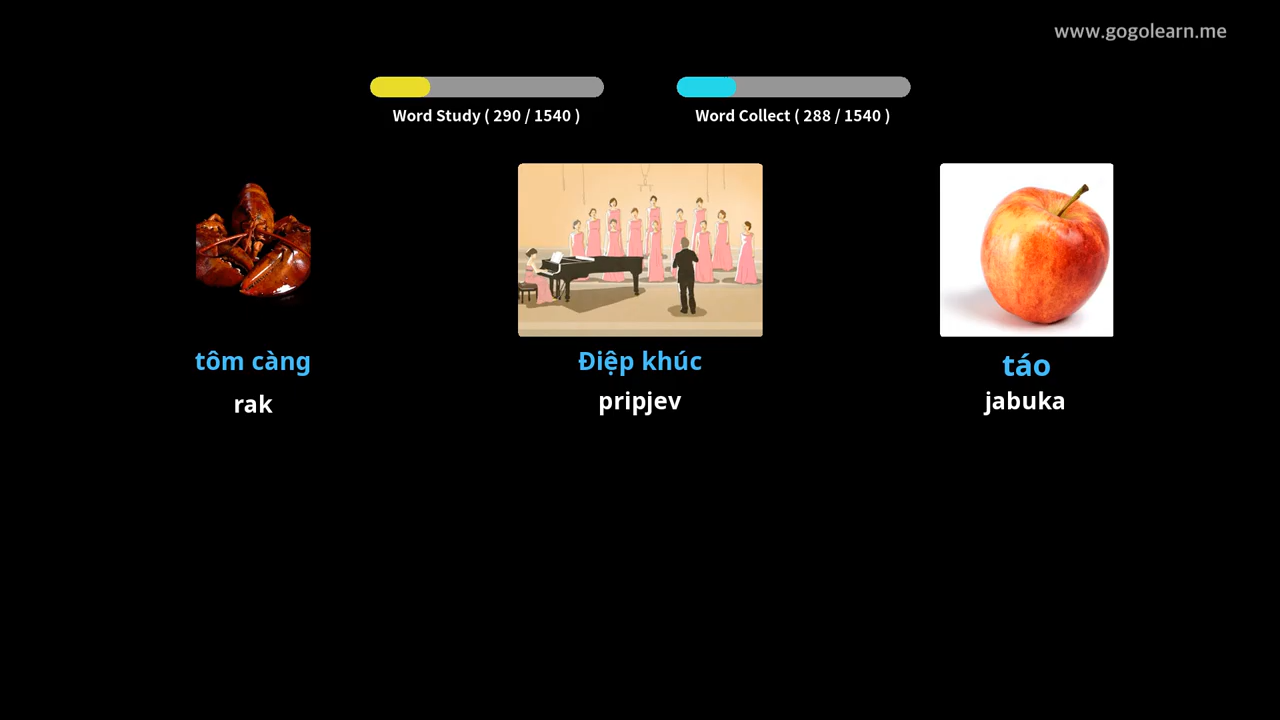 www.gogolearn.me
Word Study ( 290 / 1540 )
Word Collect ( 288 / 1540 )
tôm càng
rak
Điệp khúc
pripjev
táo
jabuka